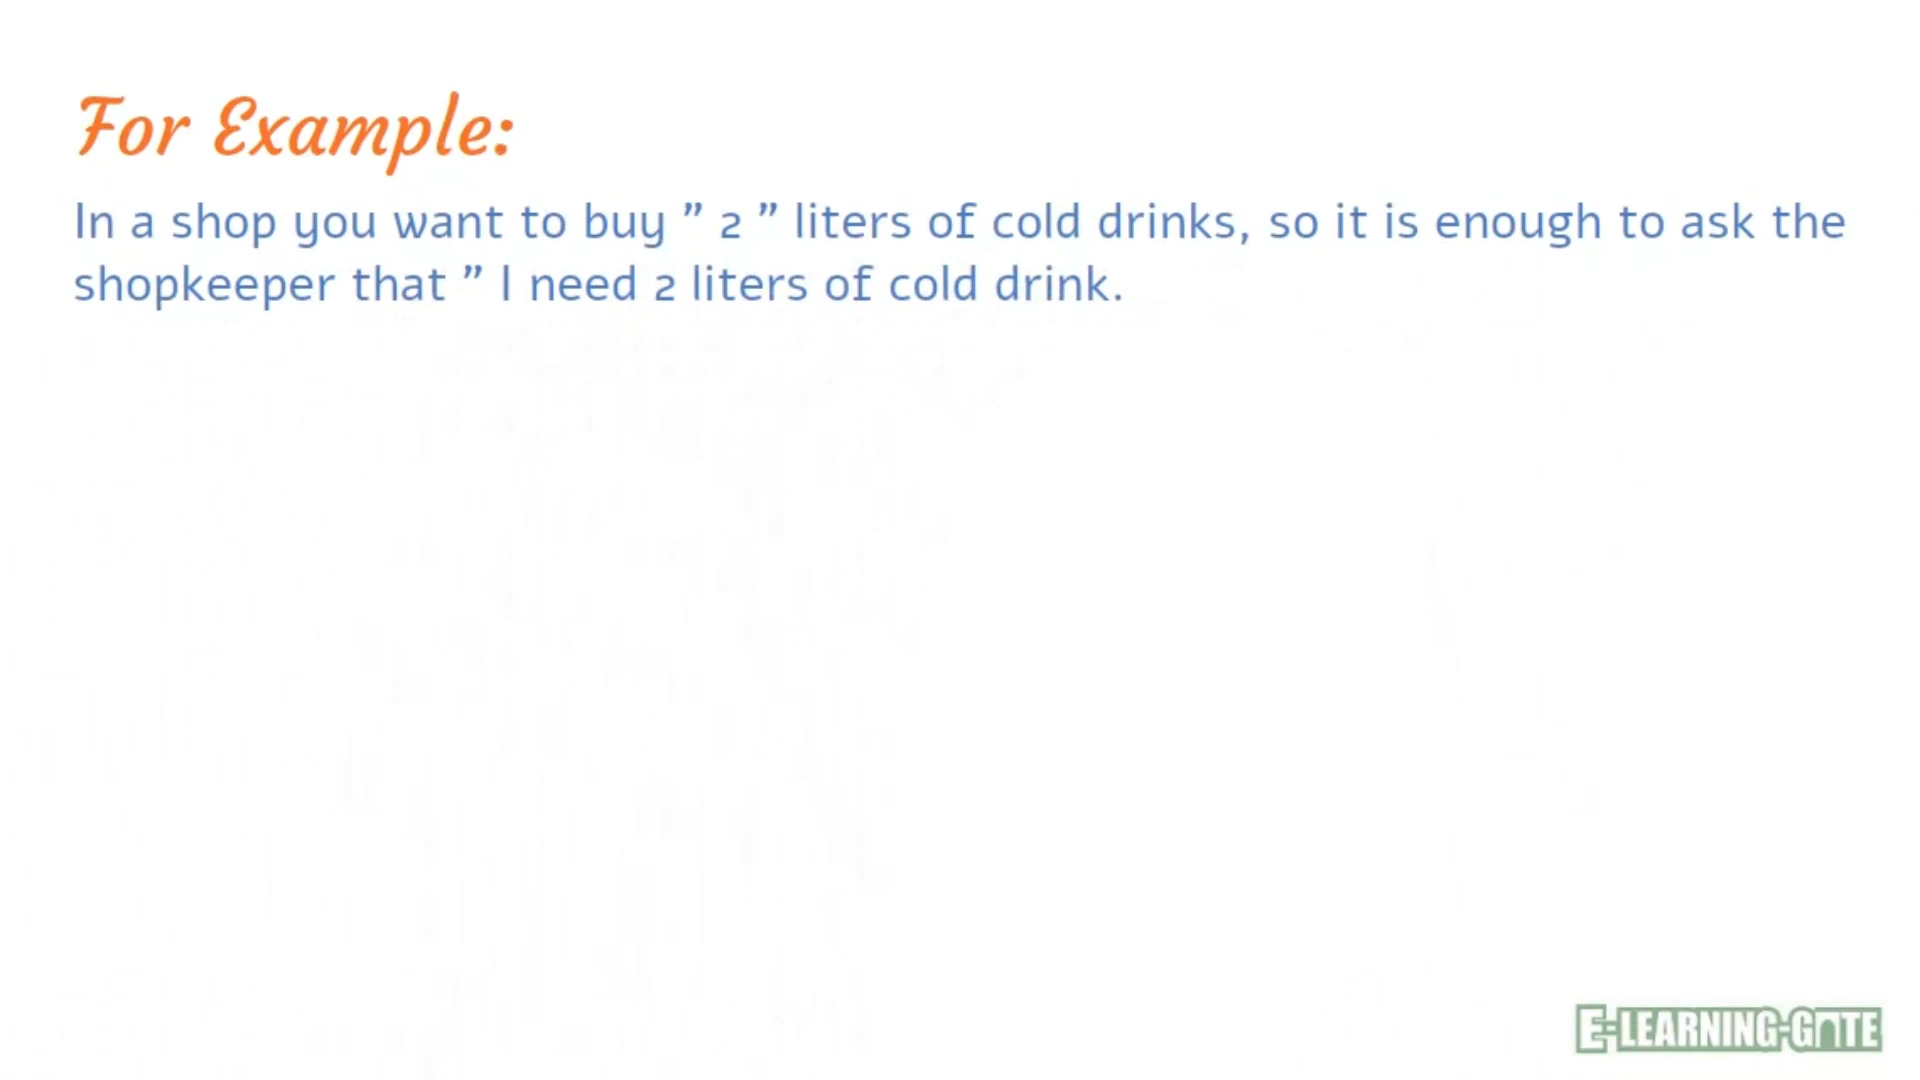 For Example:
In a shop you want to buy ” 2 ” liters of cold drinks, so it is enough to ask the
shopkeeper that ” I need 2 liters of cold drink.
E-LEARNING-GATE